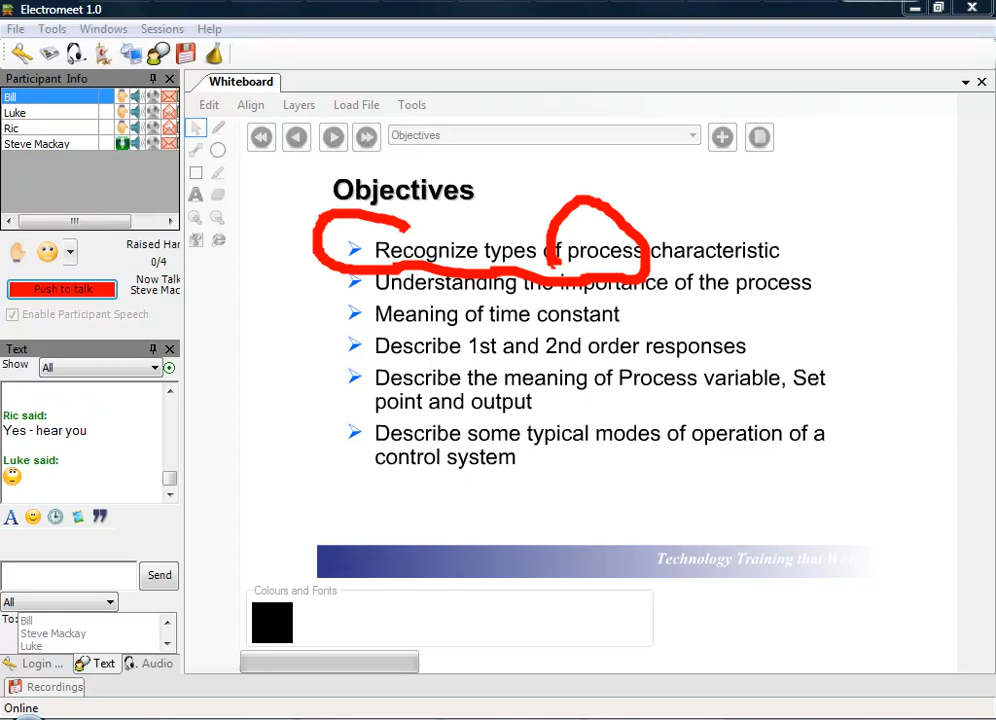 Electromeet 1.0
File Tools Windows Sessions Help
Participant Info
Bill
Luke
Ric
Steve Mackay
Raised Har
0/4
Push to talk
Now Talk
Steve Mac
Enable Participant Speech
Text
Show All
Ric said:
Yes - hear you
Luke said:
Send
All
To: Bill
Steve Mackay
Luke
Login ... Text Audio
Recordings
Online
Whiteboard
Edit Align Layers Load File Tools
Objectives
Objectives
Recognize types of process characteristic
Understanding the importance of the process
Meaning of time constant
Describe 1st and 2nd order responses
Describe the meaning of Process variable, Set
point and output
Describe some typical modes of operation of a
control system
Technology Training that
Colours and Fonts